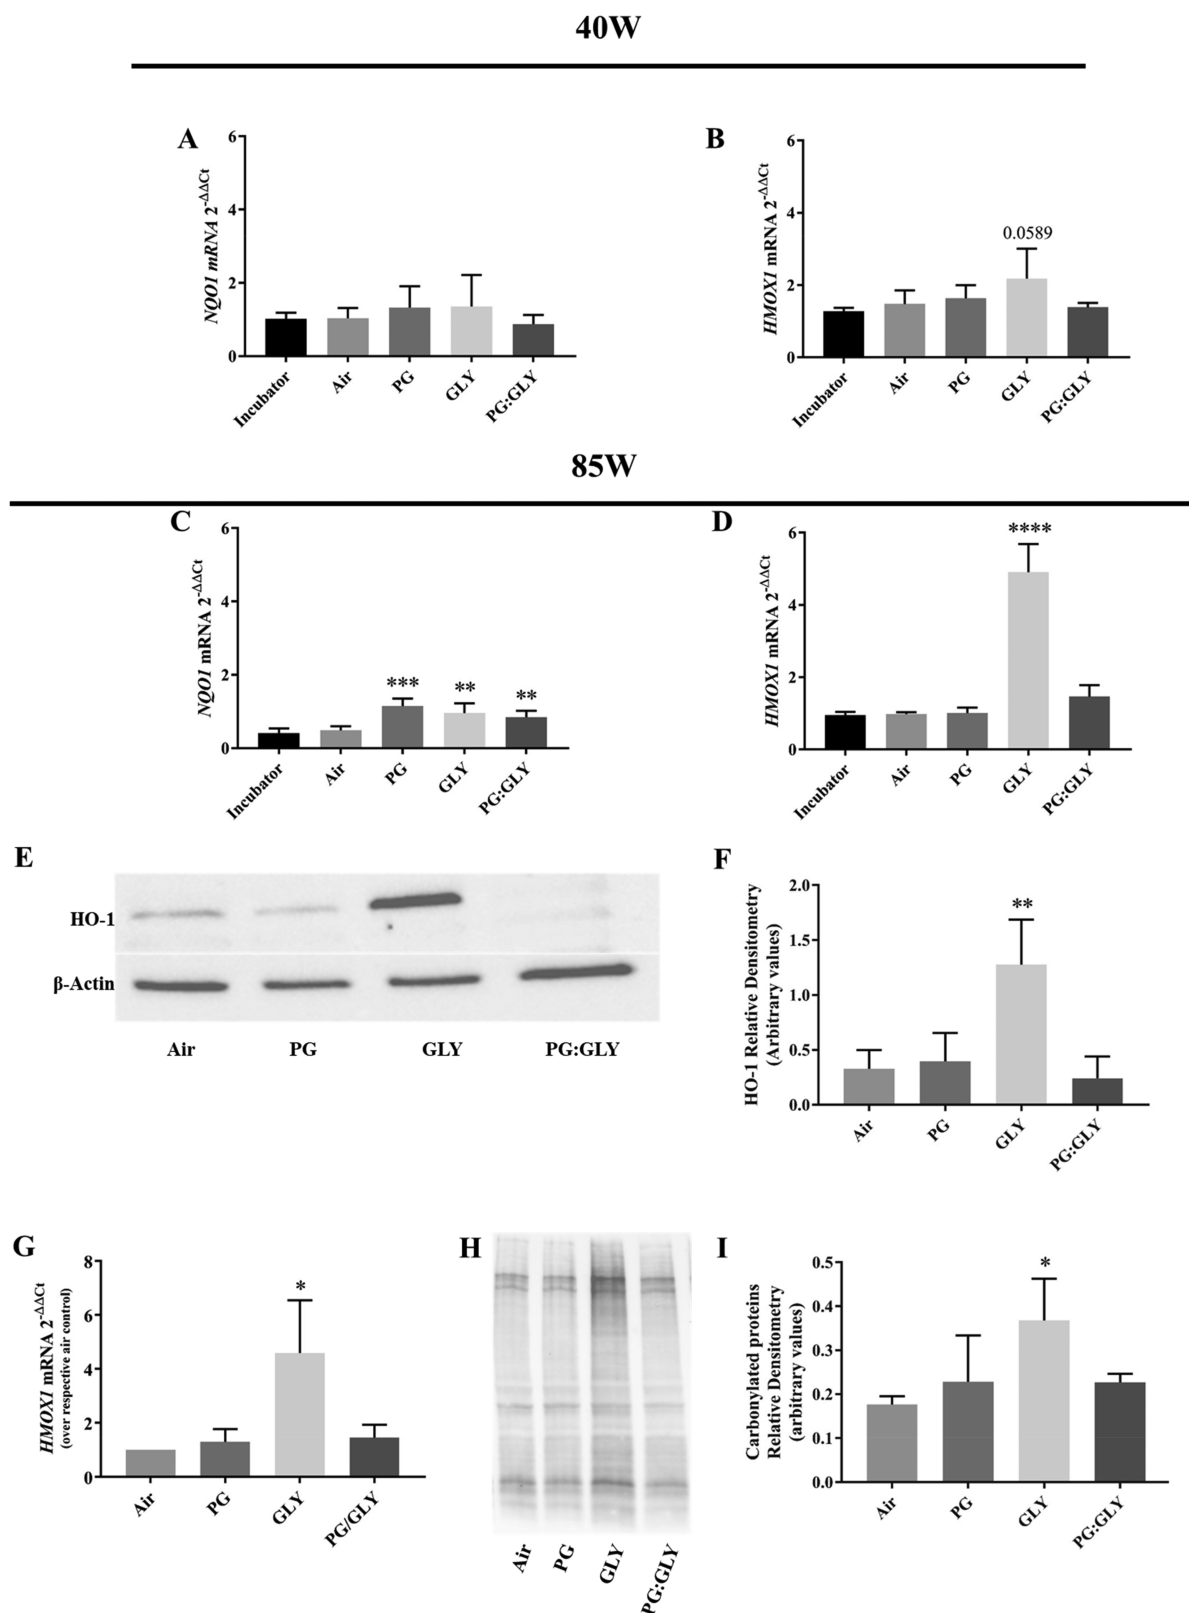 40W
A
B
NQO1 mRNA 2-ΔΔCt
6
4
2
0
Incubator
Air
PG
GLY
PG:GLY
HMOX1 mRNA 2-ΔΔCt
6
4
2
0
0.0589
Incubator
Air
PG
GLY
PG:GLY
85W
C
D
NQO1 mRNA 2-ΔΔCt
6
4
2
0
***
**
**
Incubator
Air
PG
GLY
PG:GLY
HMOX1 mRNA 2-ΔΔCt
6
4
2
0
****
Incubator
Air
PG
GLY
PG:GLY
E
HO-1
β-Actin
Air
PG
GLY
PG:GLY
F
HO-1 Relative Densitometry
(Arbitrary values)
2.0
1.5
1.0
0.5
0.0
**
Air
PG
GLY
PG:GLY
G
HMOX1 mRNA 2-ΔΔCt
(over respective air control)
8
6
4
2
0
*
Air
PG
GLY
PG/GLY
H
Air
PG
GLY
PG:GLY
I
Carbonylated proteins
Relative Densitometry
(arbitrary values)
0.5
0.4
0.3
0.2
0.1
0.0
*
Air
PG
GLY
PG:GLY